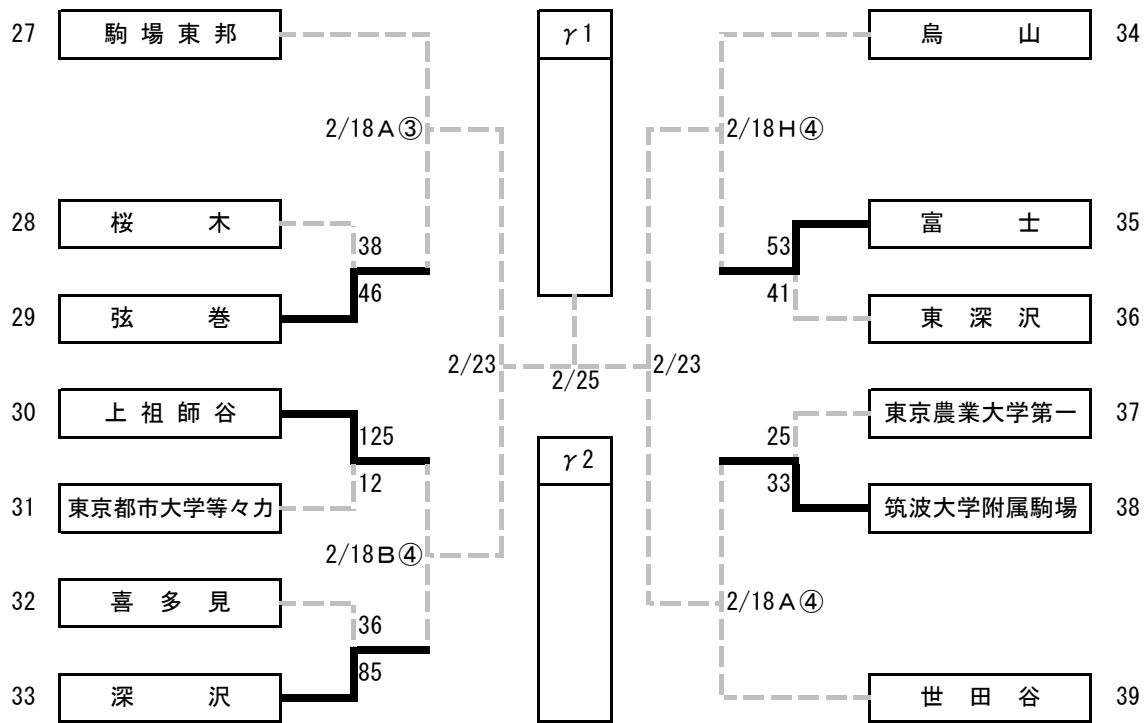 27 駒場東邦
γ1
烏山 34
2/18A③
2/18H④
28 桜木
富士 35
38
53
46
41
29 弦巻
東深沢 36
2/23
2/25
2/23
30 上祖師谷
東京農業大学第一 37
125
25
γ2
12
33
31 東京都市大学等々力
筑波大学附属駒場 38
2/18B④
32 喜多見
2/18A④
36
85
33 深沢
世田谷 39